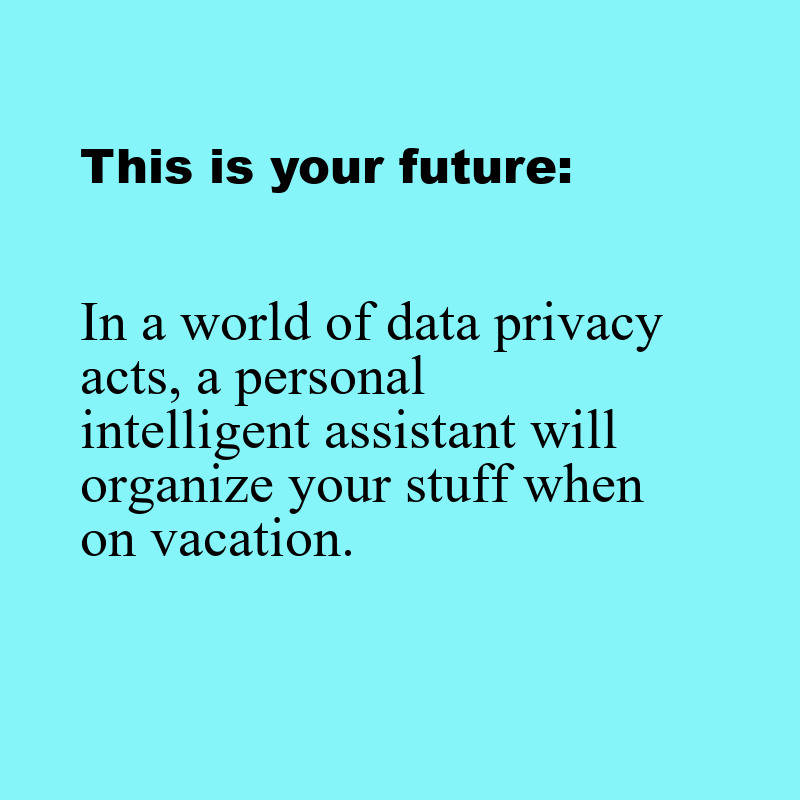 This is your future:
In a world of data privacy
acts, a personal
intelligent assistant will
organize your stuff when
on vacation.